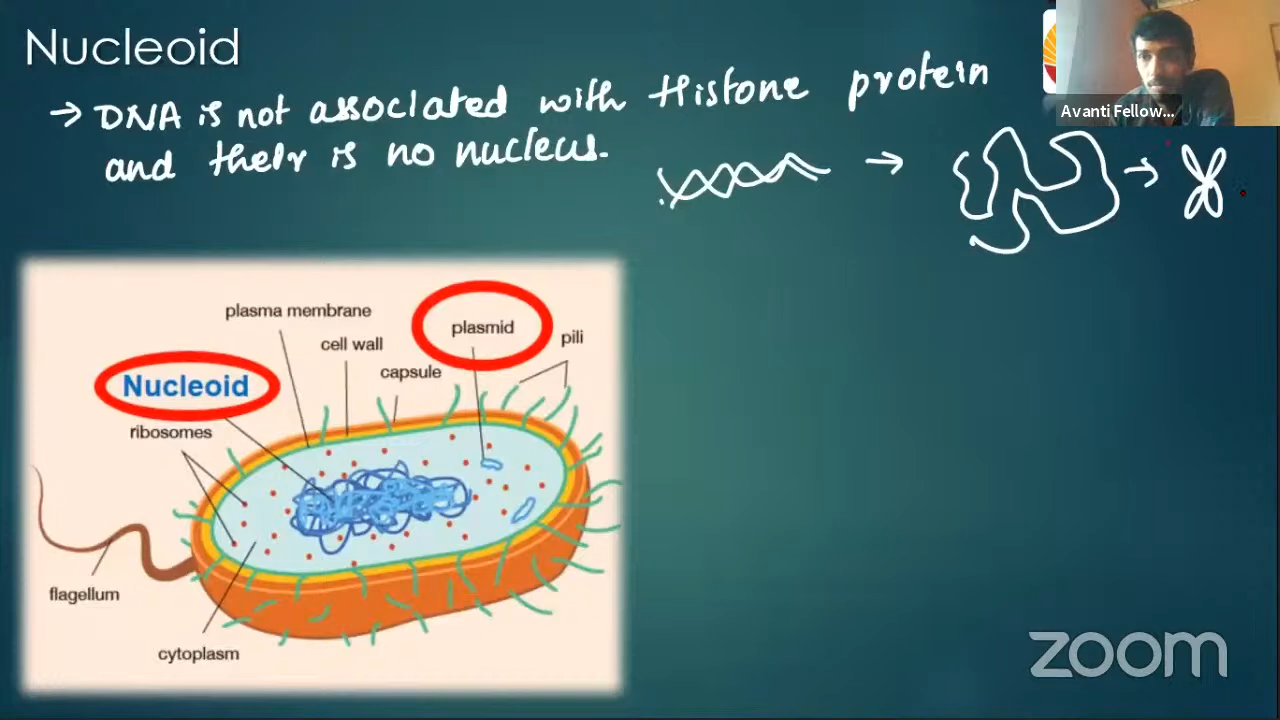 Nucleoid
→ DNA is not associated with Histone protein
and their is no nucleus.
Avanti Fellow...
plasma membrane
plasmid
cell wall
pili
capsule
Nucleoid
ribosomes
flagellum
cytoplasm
zoom